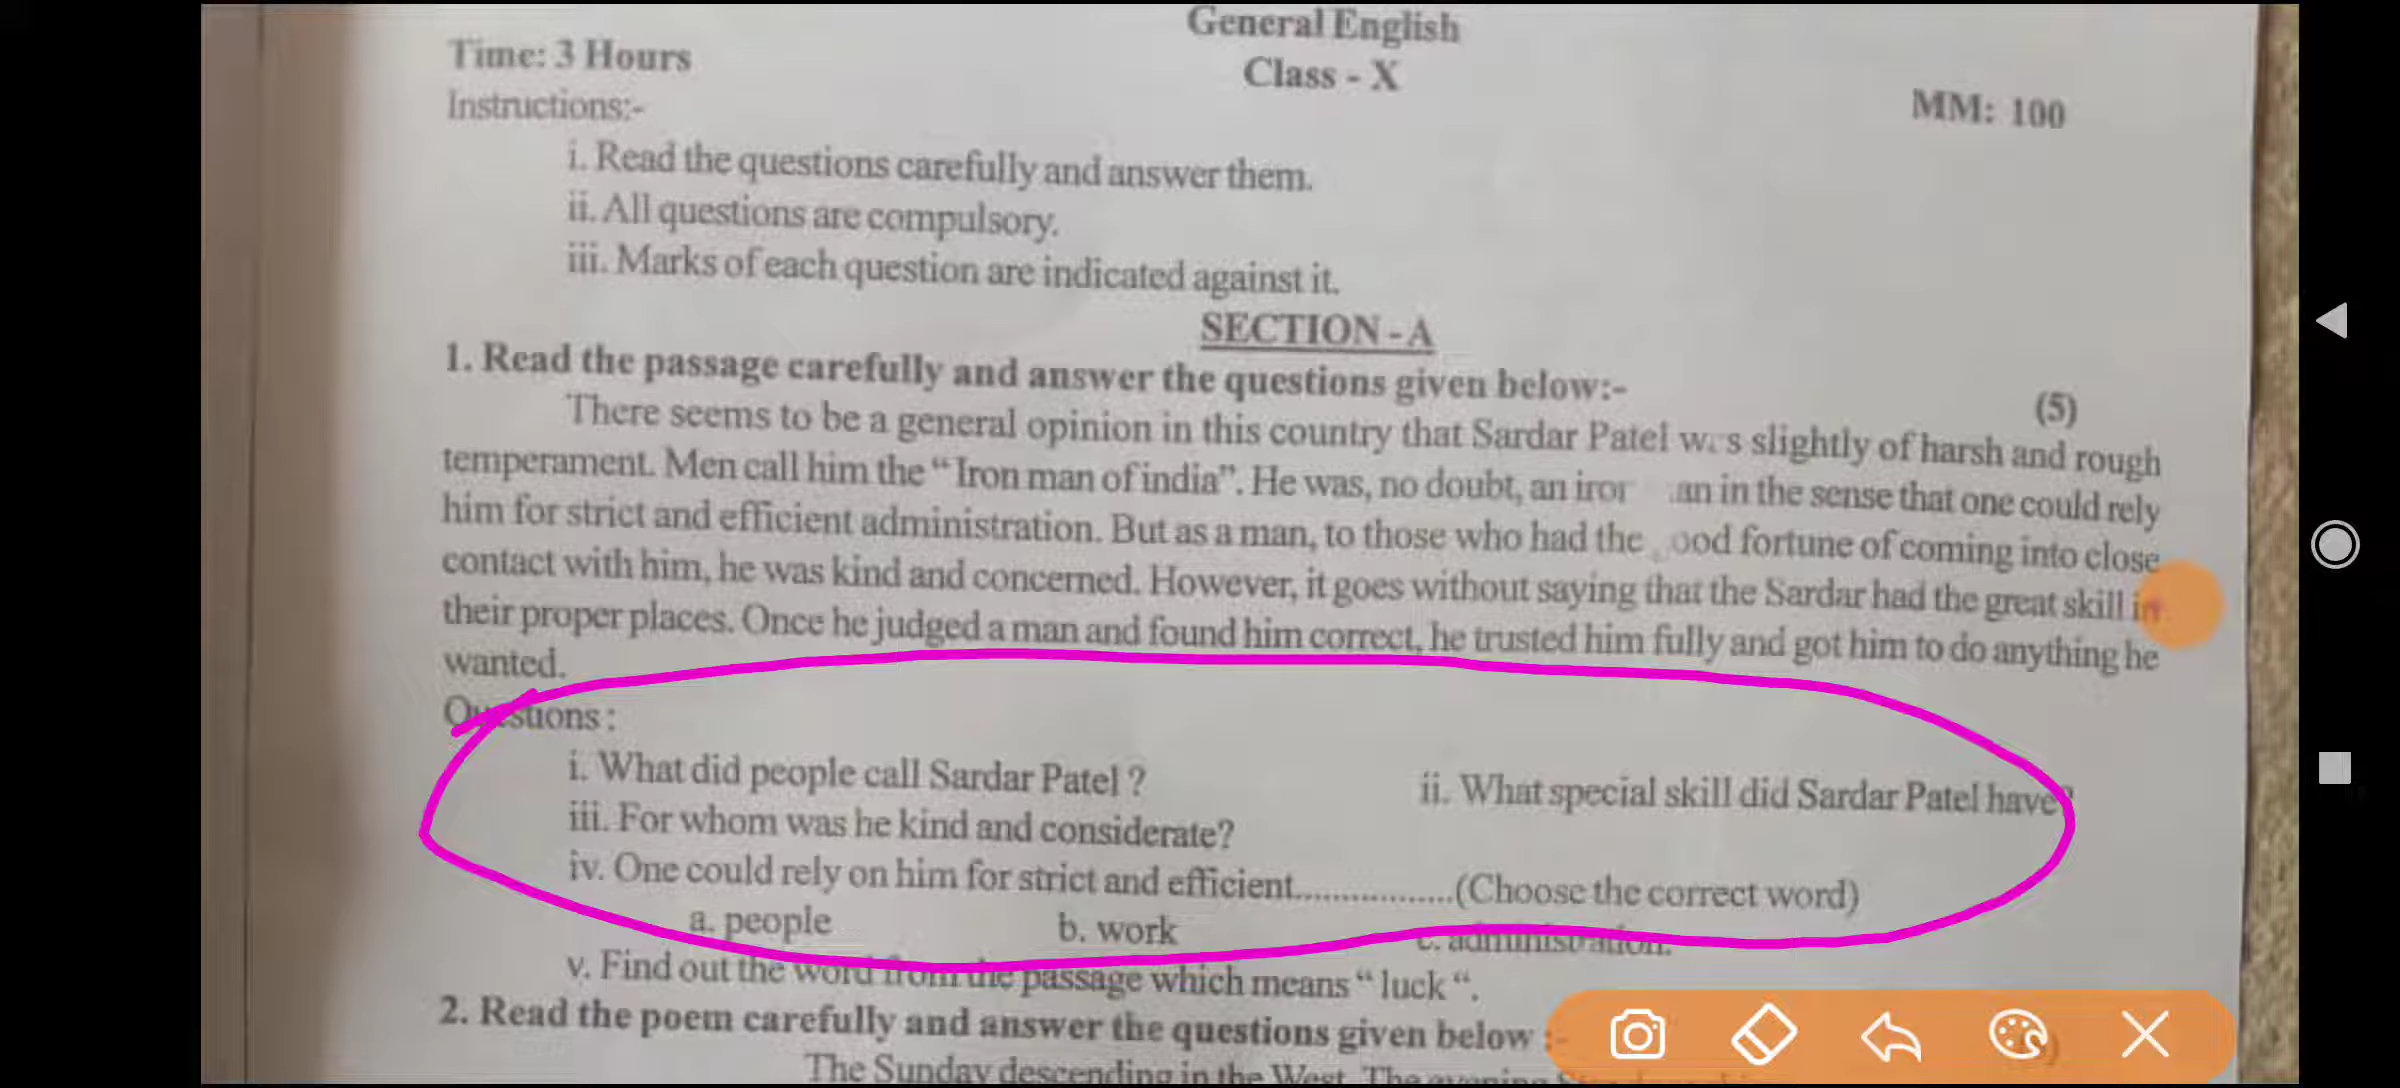 General English
Time: 3 Hours
Class - X
MM: 100
Instructions:-
i. Read the questions carefully and answer them.
ii. All questions are compulsory.
iii. Marks of each question are indicated against it.
SECTION - A
1. Read the passage carefully and answer the questions given below:-
(5)
There seems to be a general opinion in this country that Sardar Patel slightly of harsh and rough
temperament. Men call him the “Iron man of india”. He was, no doubt, an in the sense that one could rely
him for strict and efficient administration. But as a man, to those who had the fortune of coming into close
contact with him, he was kind and concerned. However, it goes without saying that the Sardar had the great skill in
their proper places. Once he judged a man and found him correct, he trusted him fully and got him to do anything he
wanted.
Questions :
i. What did people call Sardar Patel ? ii. What special skill did Sardar Patel have?
iii. For whom was he kind and considerate?
iv. One could rely on him for strict and efficient.................(Choose the correct word)
a. people b. work c. administration.
v. Find out the word from the passage which means “ luck “.
2. Read the poem carefully and answer the questions given below :-
The Sunday descending in the West. The evening